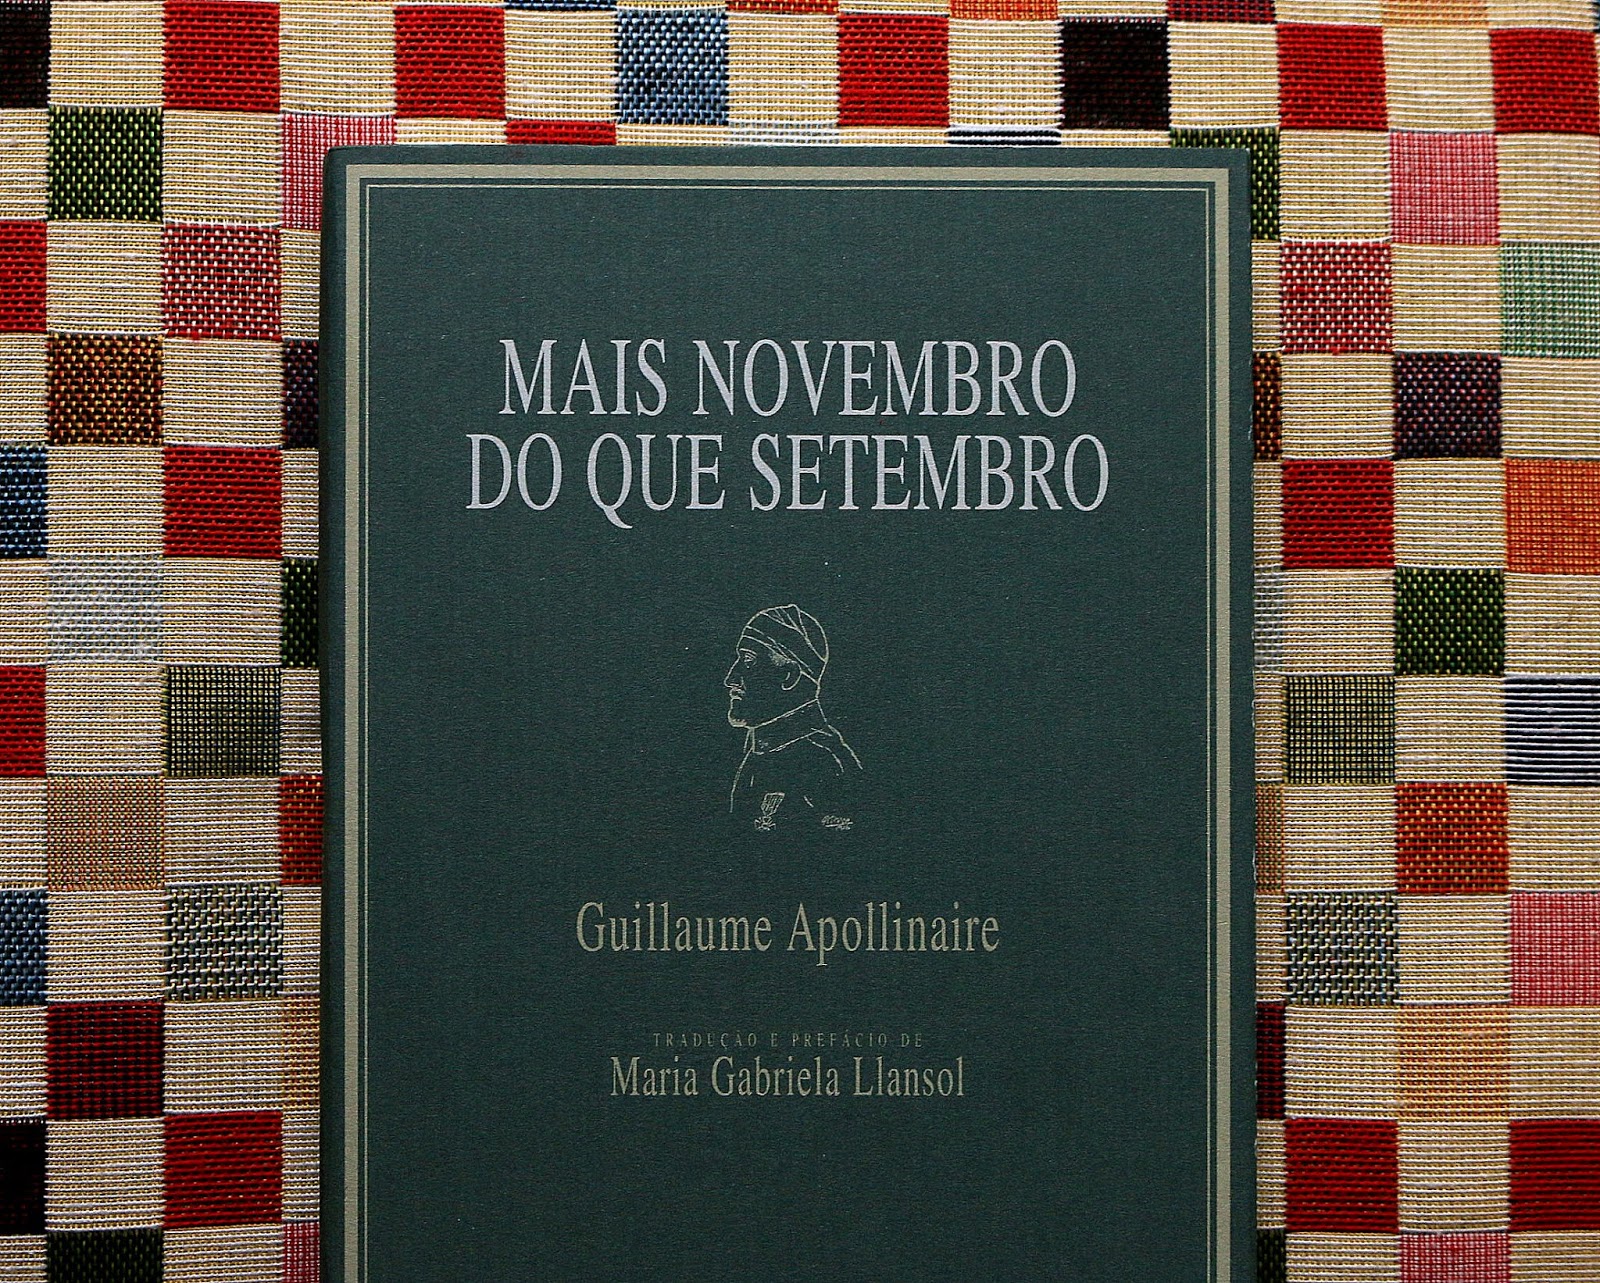 MAIS NOVEMBRO
DO QUE SETEMBRO
Guillaume Apollinaire
TRADUÇÃO E PREFÁCIO DE
Maria Gabriela Llansol